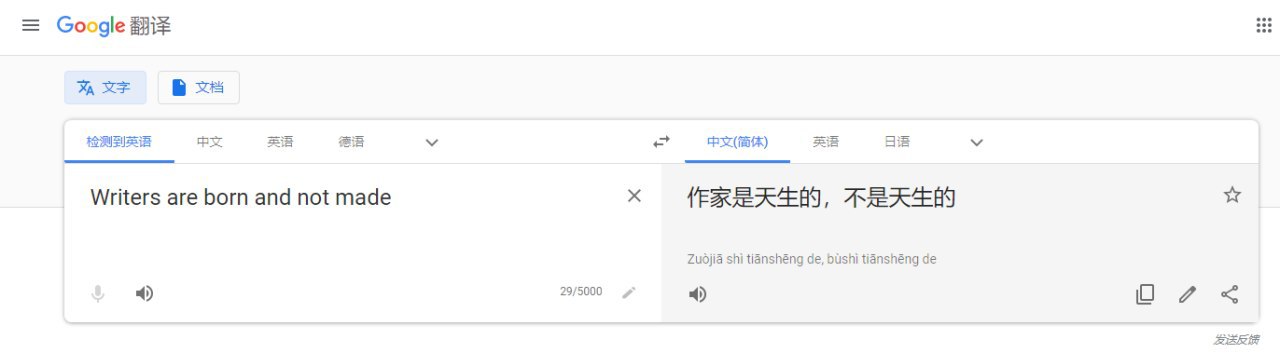 Google 翻译
文字 文档
检测到英语 中文 英语 德语 中文(简体) 英语 日语
Writers are born and not made
作家是天生的，不是天生的
Zuòjiā shì tiānshēng de, bùshì tiānshēng de
29/5000
发送反馈